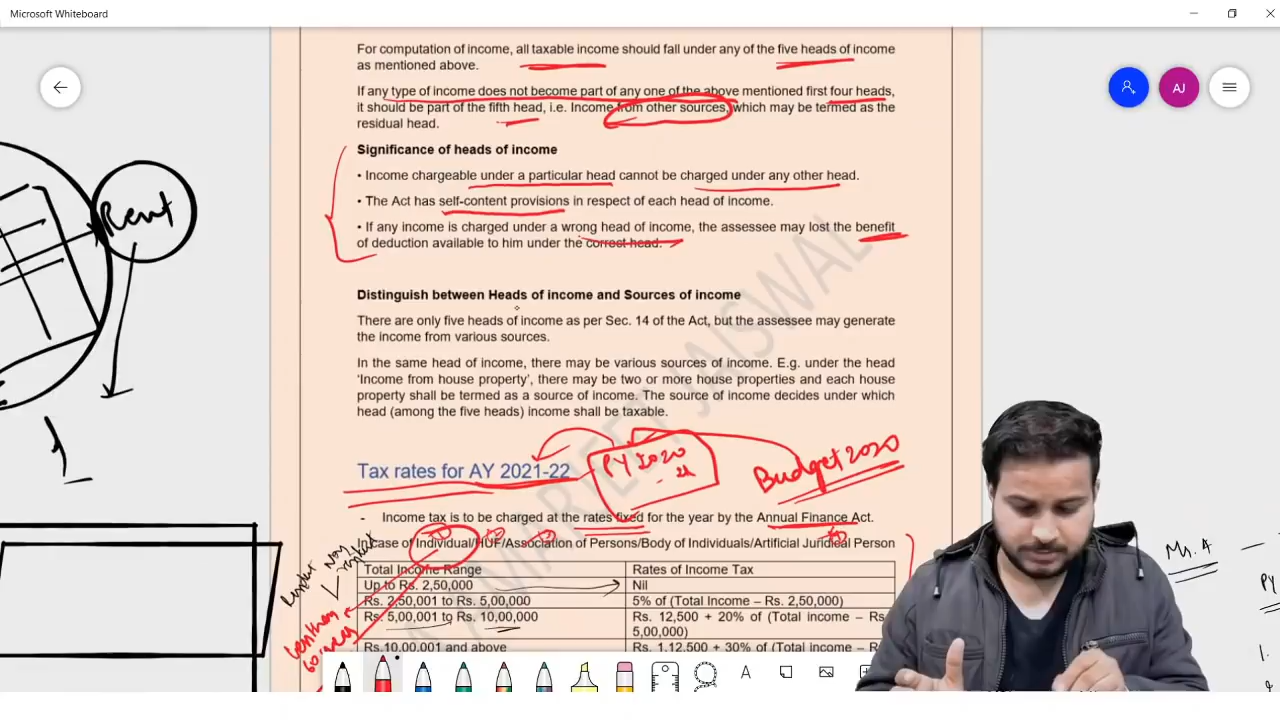 Microsoft Whiteboard
For computation of income, all taxable income should fall under any of the five heads of income
as mentioned above.
If any type of income does not become part of any one of the above mentioned first four heads,
it should be part of the fifth head, i.e. Income from other sources, which may be termed as the
residual head.
AJ
Significance of heads of income
• Income chargeable under a particular head cannot be charged under any other head.
• The Act has self-content provisions in respect of each head of income.
• If any income is charged under a wrong head of income, the assessee may lost the benefit
of deduction available to him under the correct head.
Rent
Distinguish between Heads of income and Sources of income
There are only five heads of income as per Sec. 14 of the Act, but the assessee may generate
the income from various sources.
In the same head of income, there may be various sources of income. E.g. under the head
'Income from house property', there may be two or more house properties and each house
property shall be termed as a source of income. The source of income decides under which
head (among the five heads) income shall be taxable.
1
Tax rates for AY 2021-22
PY 2020
- 21
Budget 2020
- Income tax is to be charged at the rates fixed for the year by the Annual Finance Act.
In case of Individual/HUF/Association of Persons/Body of Individuals/Artificial Juridical Person
Mr. A
Total Income Range Rates of Income Tax
Up to Rs. 2,50,000 Nil
Rs. 2,50,001 to Rs. 5,00,000 5% of (Total Income – Rs. 2,50,000)
Rs. 5,00,001 to Rs. 10,00,000 Rs. 12,500 + 20% of (Total Income – Rs.
5,00,000)
Rs.10,00,001 and above Rs. 1,12,500 + 30% of (Total Income – Rs.
less than
60 years
PY
1.
A MARKET JAISWAL